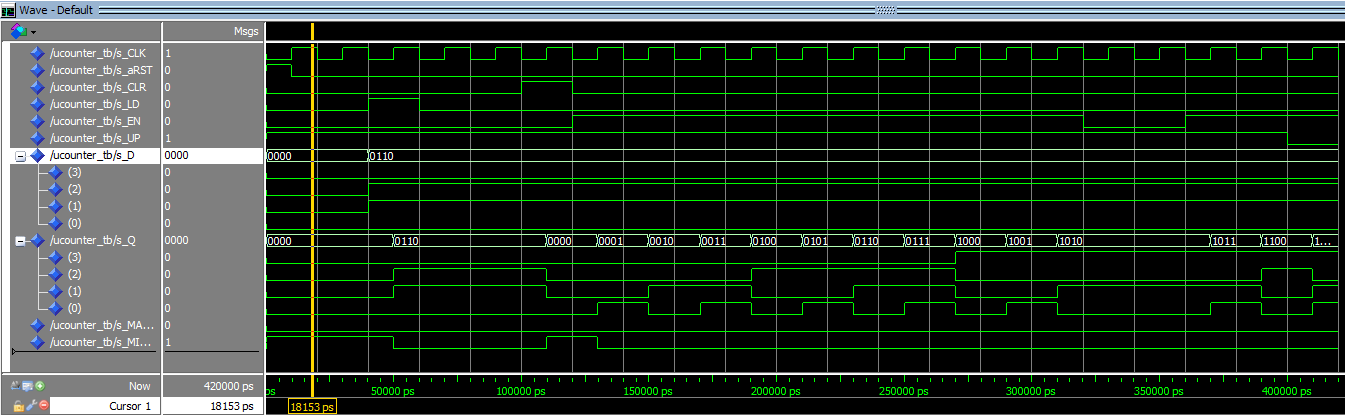 Wave - Default
Msgs
/ucounter_tb/s_CLK 1
/ucounter_tb/s_aRST 0
/ucounter_tb/s_CLR 0
/ucounter_tb/s_LD 0
/ucounter_tb/s_EN 0
/ucounter_tb/s_UP 1
/ucounter_tb/s_D 0000 0000 0110
(3) 0
(2) 0
(1) 0
(0) 0
/ucounter_tb/s_Q 0000 0000 0110 0000 0001 0010 0011 0100 0101 0110 0111 1000 1001 1010 1011 1100 1...
(3) 0
(2) 0
(1) 0
(0) 0
/ucounter_tb/s_MA... 0
/ucounter_tb/s_MI... 1
Now 420000 ps ps 50000 ps 100000 ps 150000 ps 200000 ps 250000 ps 300000 ps 350000 ps 400000 ps
Cursor 1 18153 ps 18153 ps